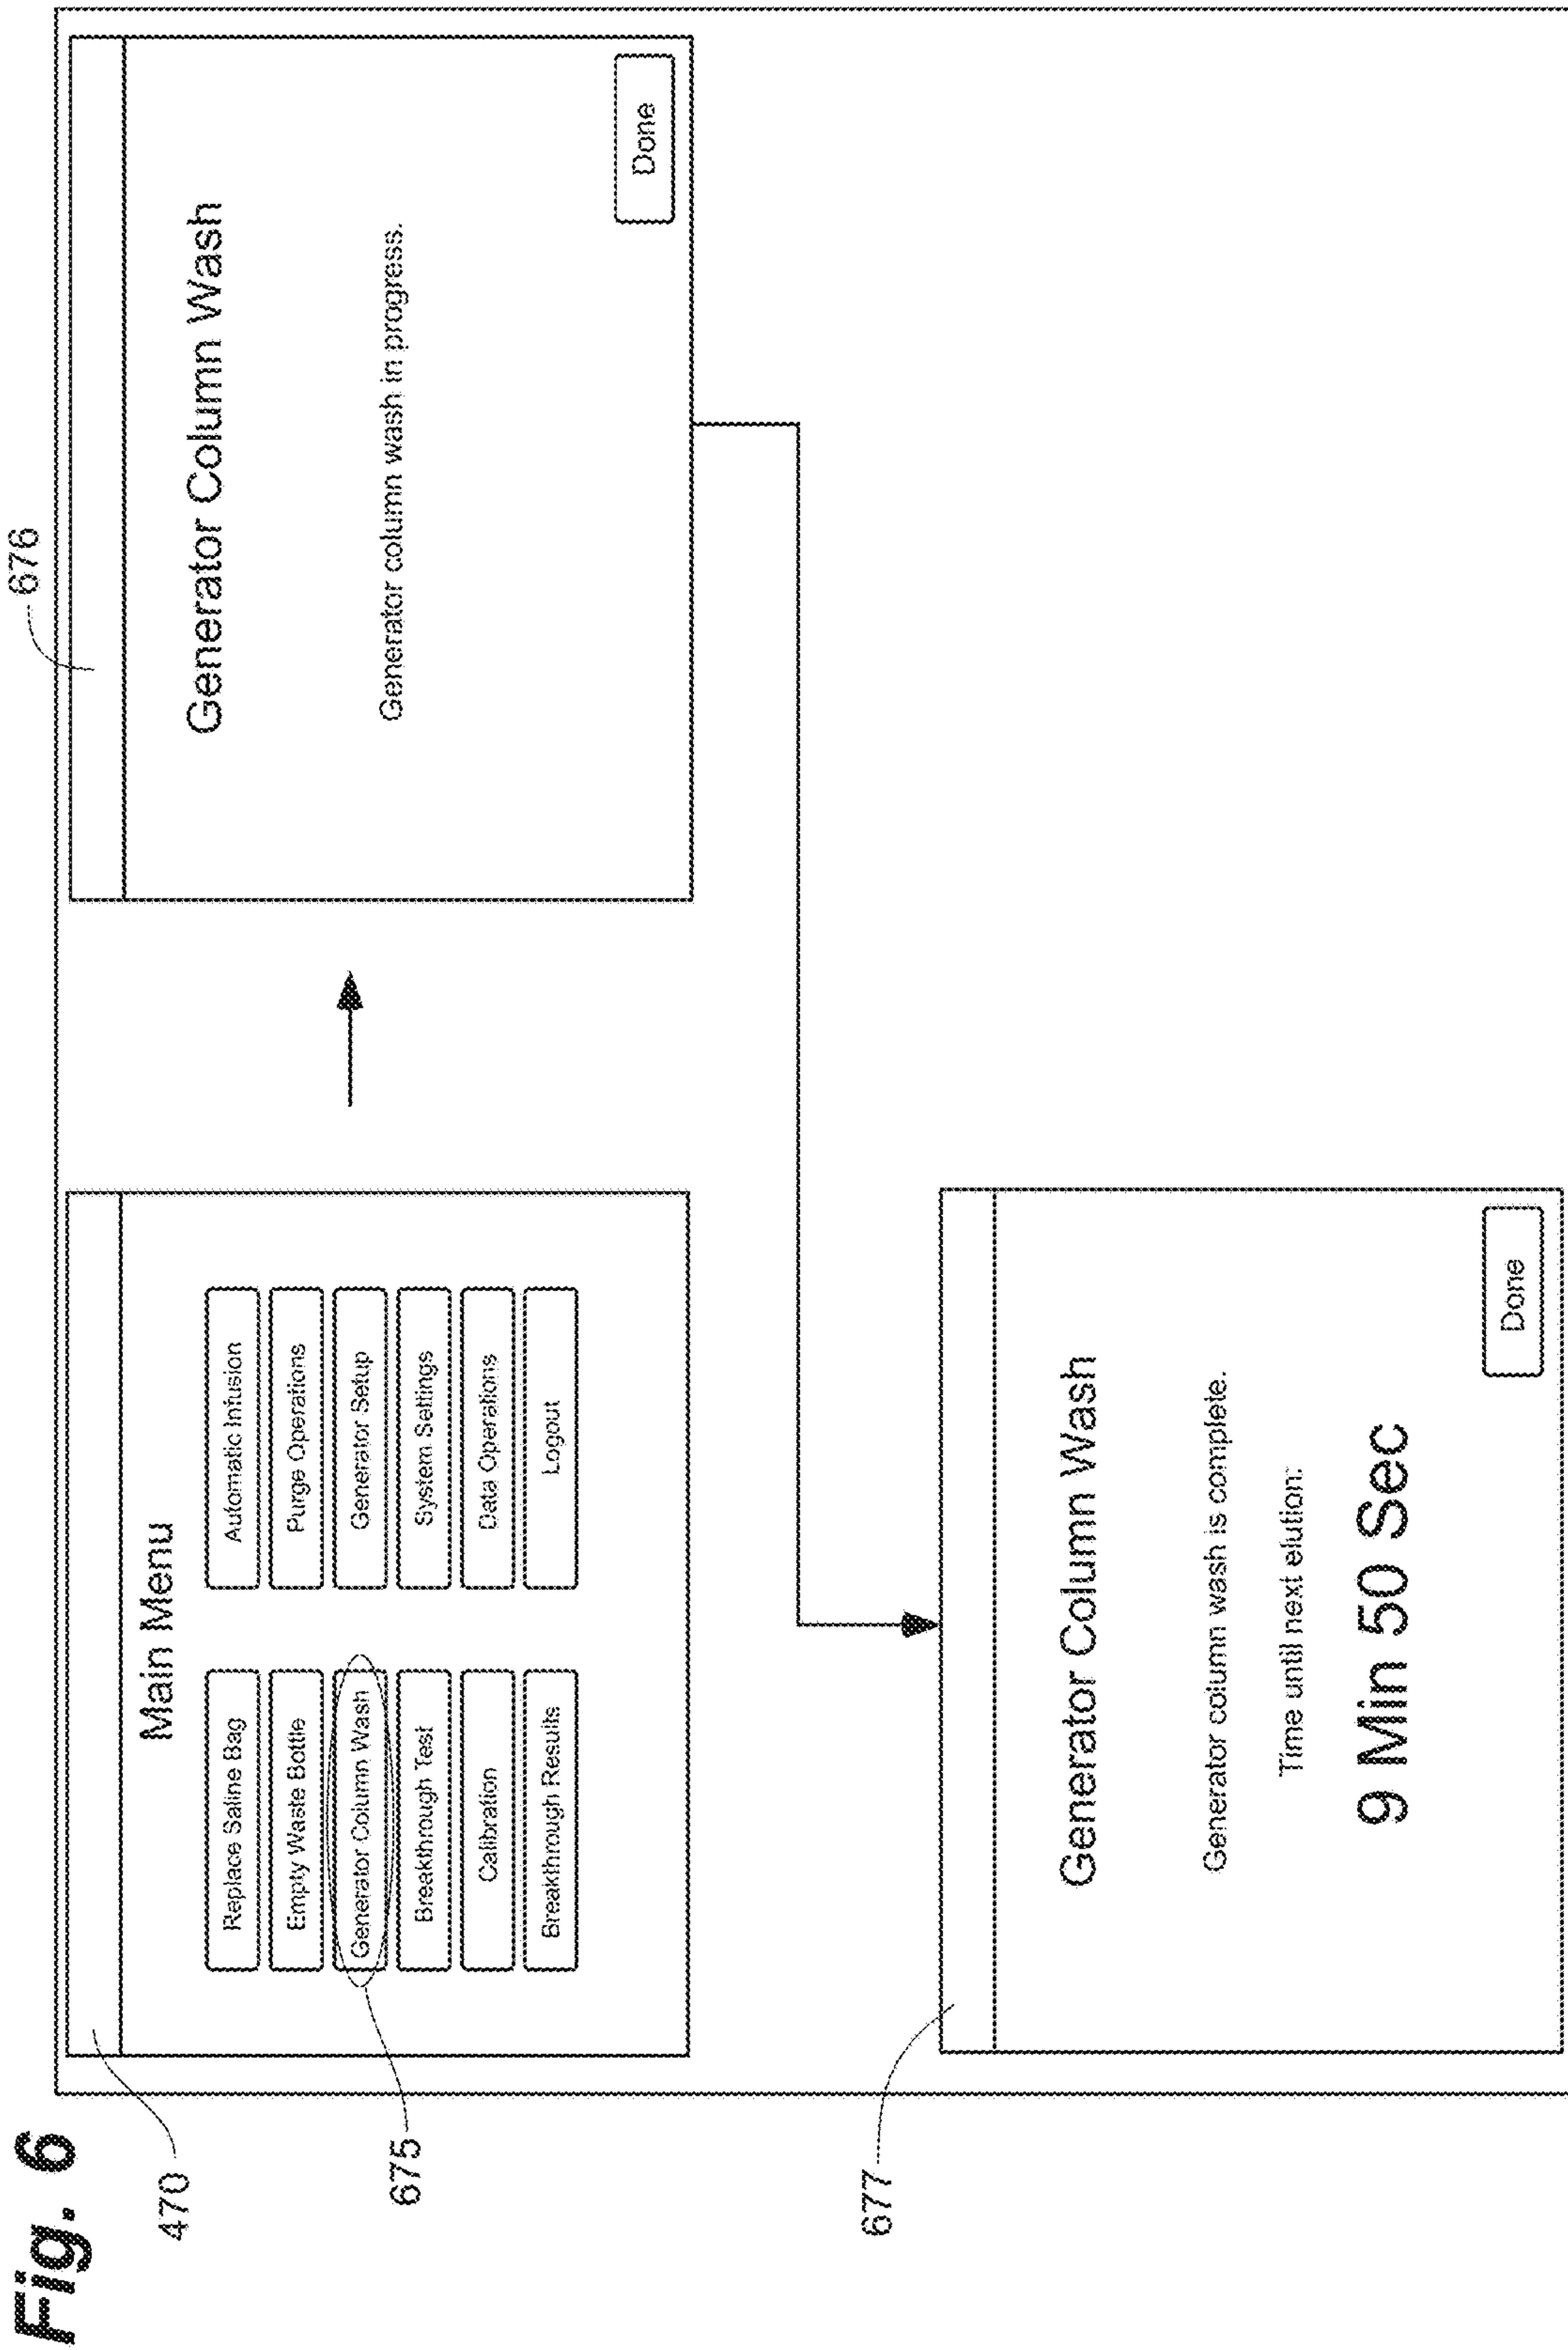 Fig. 6
470
Main Menu
Replace Saline Bag
Automatic Infusion
Empty Waste Bottle
Purge Operations
Generator Column Wash
Generator Setup
Breakthrough Test
System Settings
Calibration
Data Operations
Breakthrough Results
Logout
675
676
Generator Column Wash
Generator column wash in progress.
Done
677
Generator Column Wash
Generator column wash is complete.
Time until next elution:
9 Min 50 Sec
Done